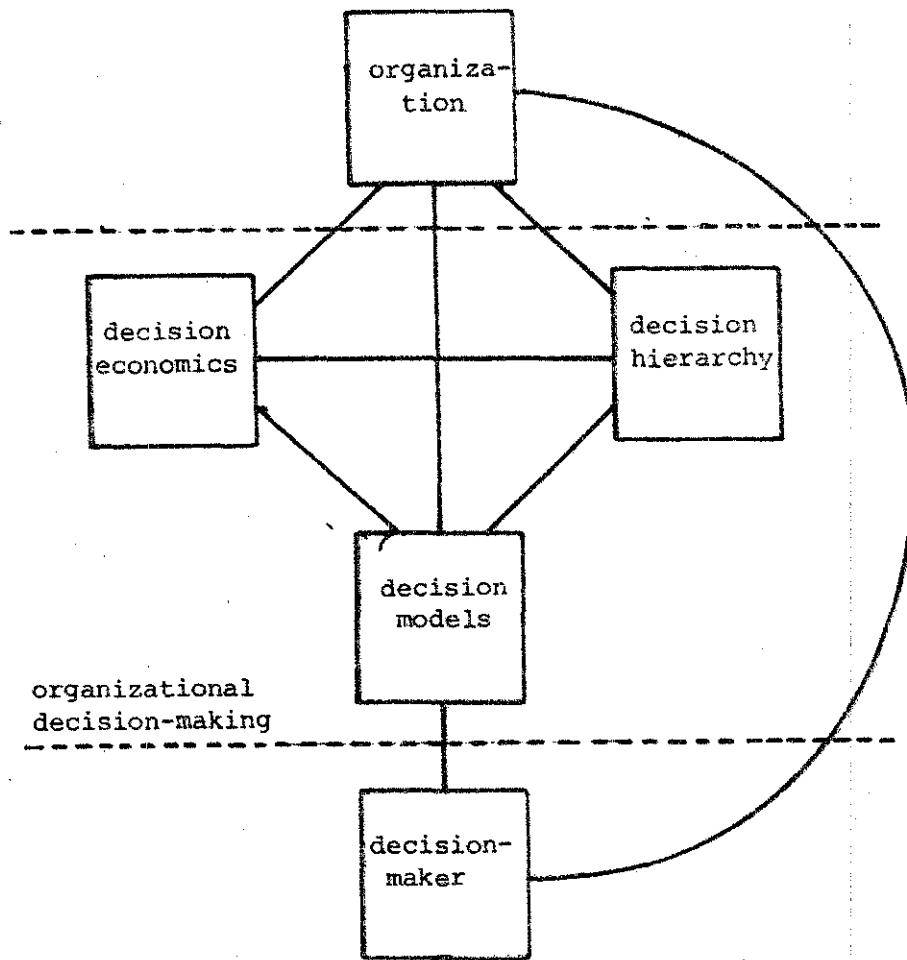 organiza-
tion
decision
economics
decision
hierarchy
decision
models
organizational
decision-making
decision-
maker